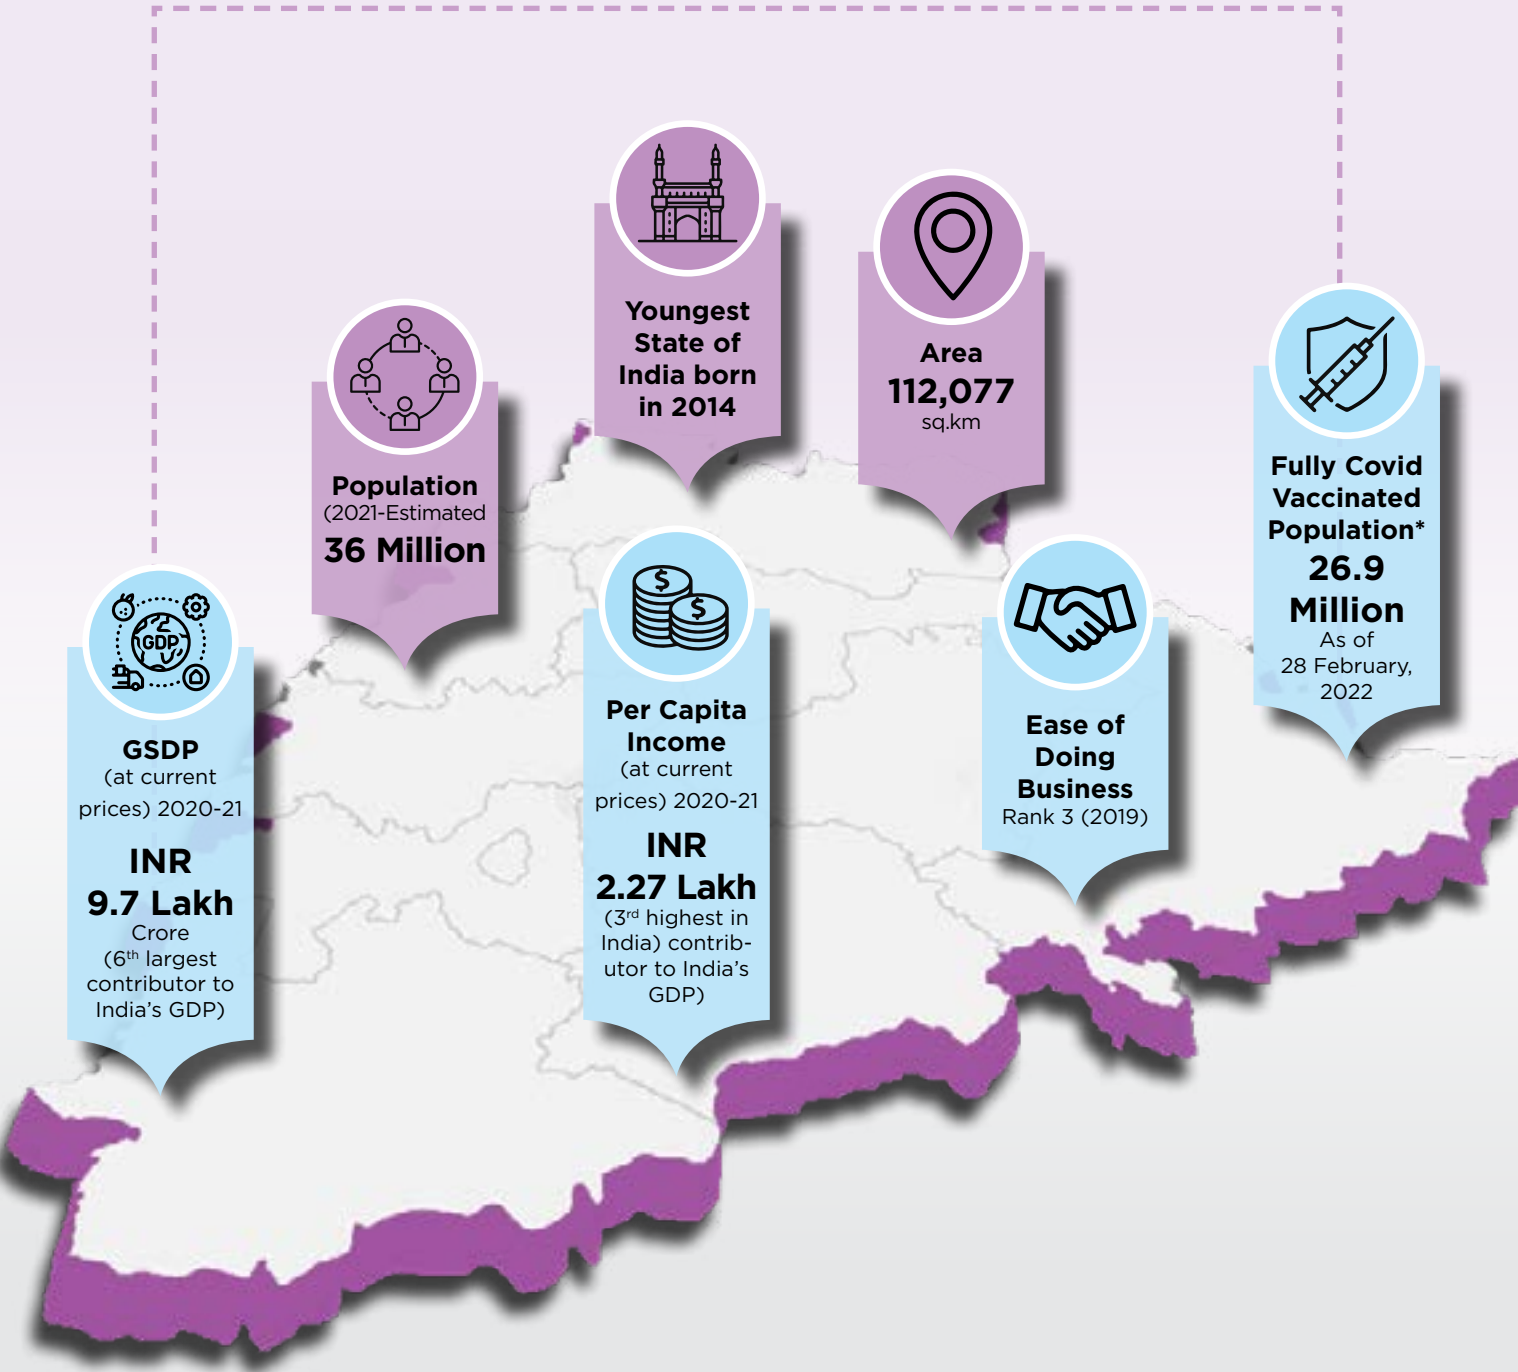 Youngest
State of
India born
in 2014
Area
112,077
sq.km
Population
(2021-Estimated
36 Million
Fully Covid
Vaccinated
Population*
26.9
Million
As of
28 February,
2022
GDP
GSDP
(at current
prices) 2020-21
INR
9.7 Lakh
Crore
(6th largest
contributor to
India's GDP)
$
$
Per Capita
Income
(at current
prices) 2020-21
INR
2.27 Lakh
(3rd highest in
India) contrib-
utor to India's
GDP)
Ease of
Doing
Business
Rank 3 (2019)